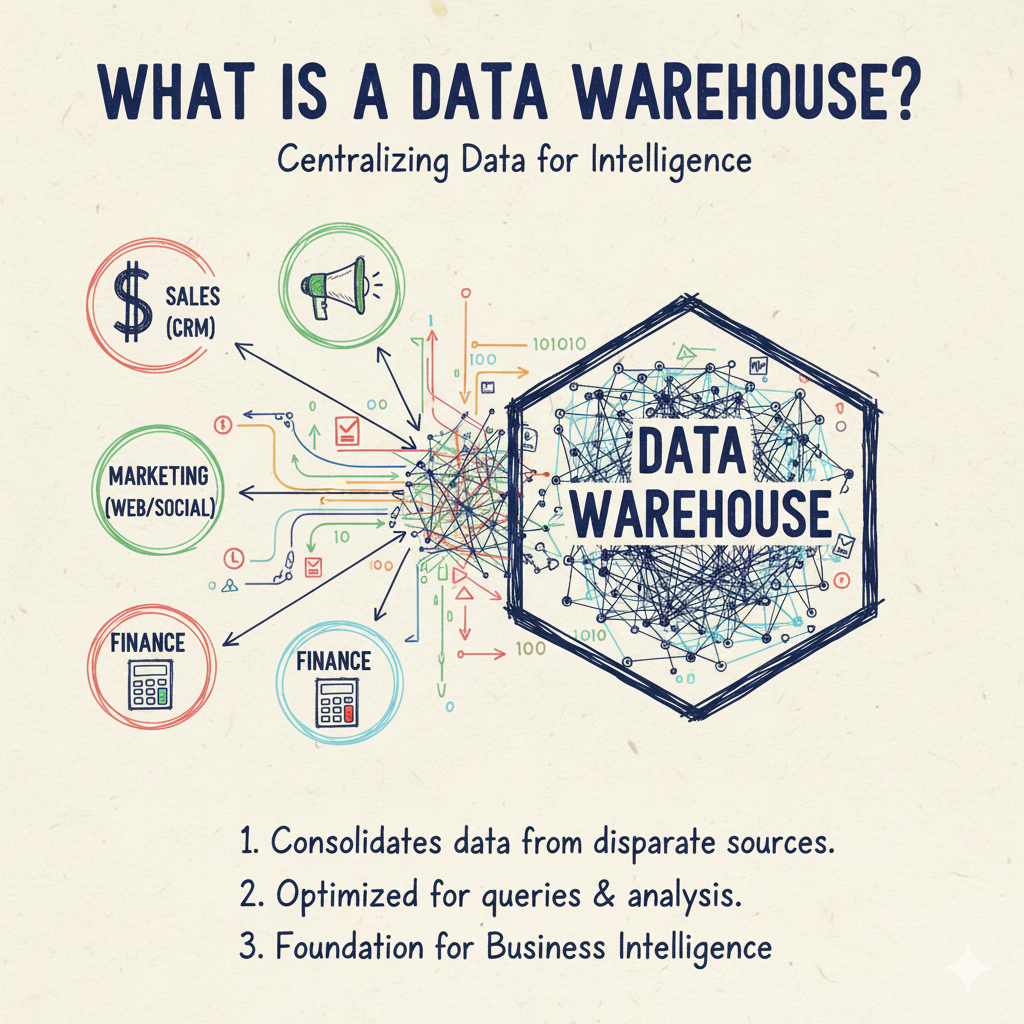 WHAT IS A DATA WAREHOUSE?
Centralizing Data for Intelligence
$ SALES
(CRM)
1
101010
100
MARKETING
(WEB/SOCIAL)
10
100
DATA
WAREHOUSE
FINANCE
FINANCE
1010
100
1. Consolidates data from disparate sources.
2. Optimized for queries & analysis.
3. Foundation for Business Intelligence